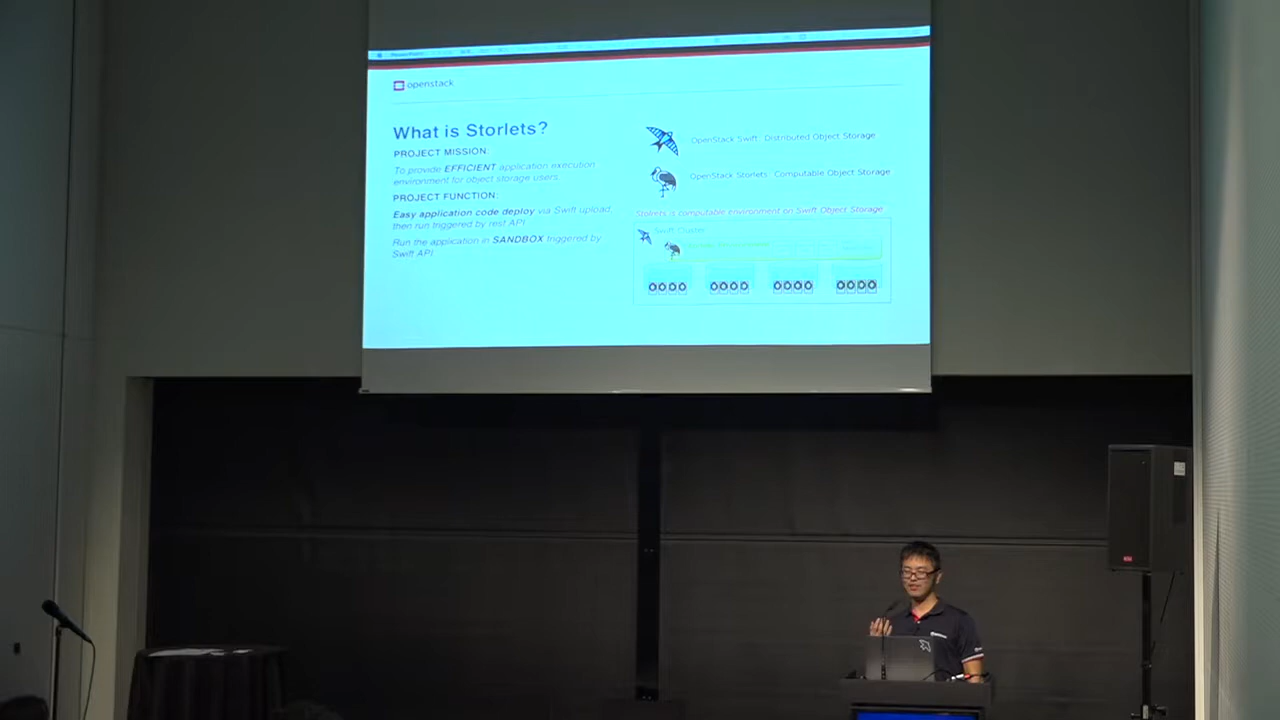 PowerPoint
openstack
What is Storlets?
PROJECT MISSION:
To provide EFFICIENT application execution
environment for object storage users.
PROJECT FUNCTION:
Easy application code deploy via Swift upload,
then run triggered by rest API
Run the application in SANDBOX triggered by
Swift API
OpenStack Swift: Distributed Object Storage
OpenStack Storlets: Computable Object Storage
Storlets is computable environment on Swift Object Storage
Swift Cluster